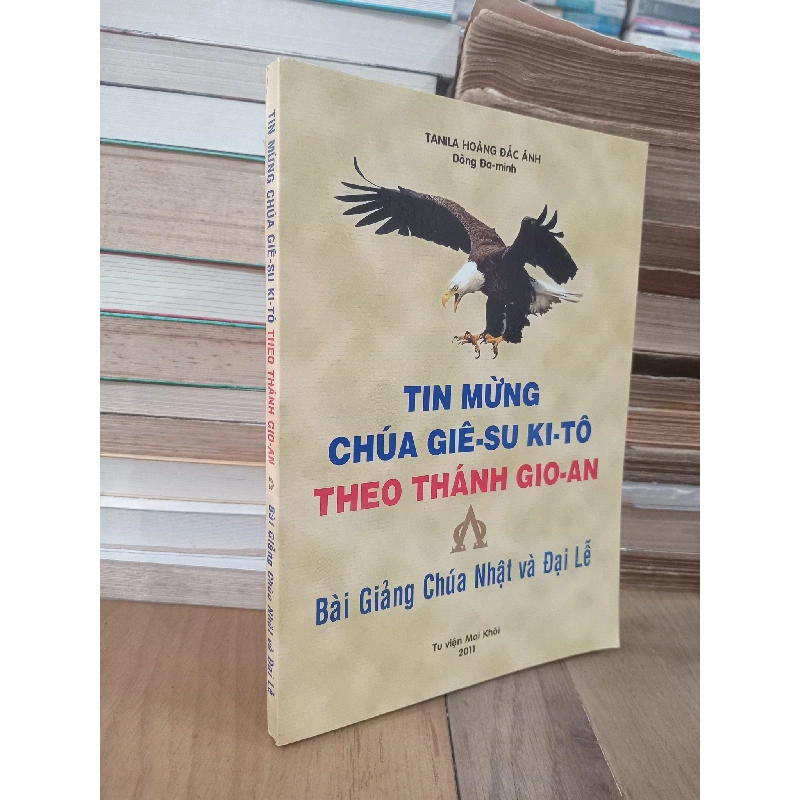 TANILA HOÀNG ĐẮC ÁNH
Dòng Đa-minh
TIN MỪNG
CHÚA GIÊ-SU KI-TÔ
THEO THÁNH GIO-AN
Bài Giảng Chúa Nhật và Đại Lễ
Tu viện Mai Khôi
2011
TIN MỪNG CHÚA GIÊ-SU KI-TÔ THEO THÁNH GIO-AN & Bài Giảng Chúa Nhật và Đại Lễ